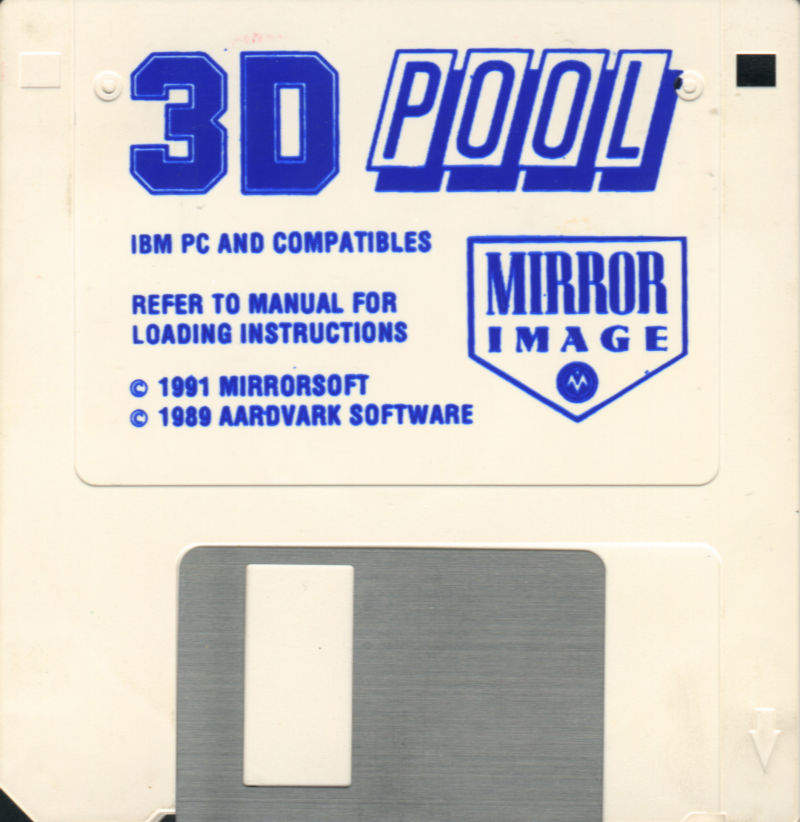 3D POOL
IBM PC AND COMPATIBLES
REFER TO MANUAL FOR
LOADING INSTRUCTIONS
© 1991 MIRRORSOFT
© 1989 AARDVARK SOFTWARE
MIRROR
IMAGE